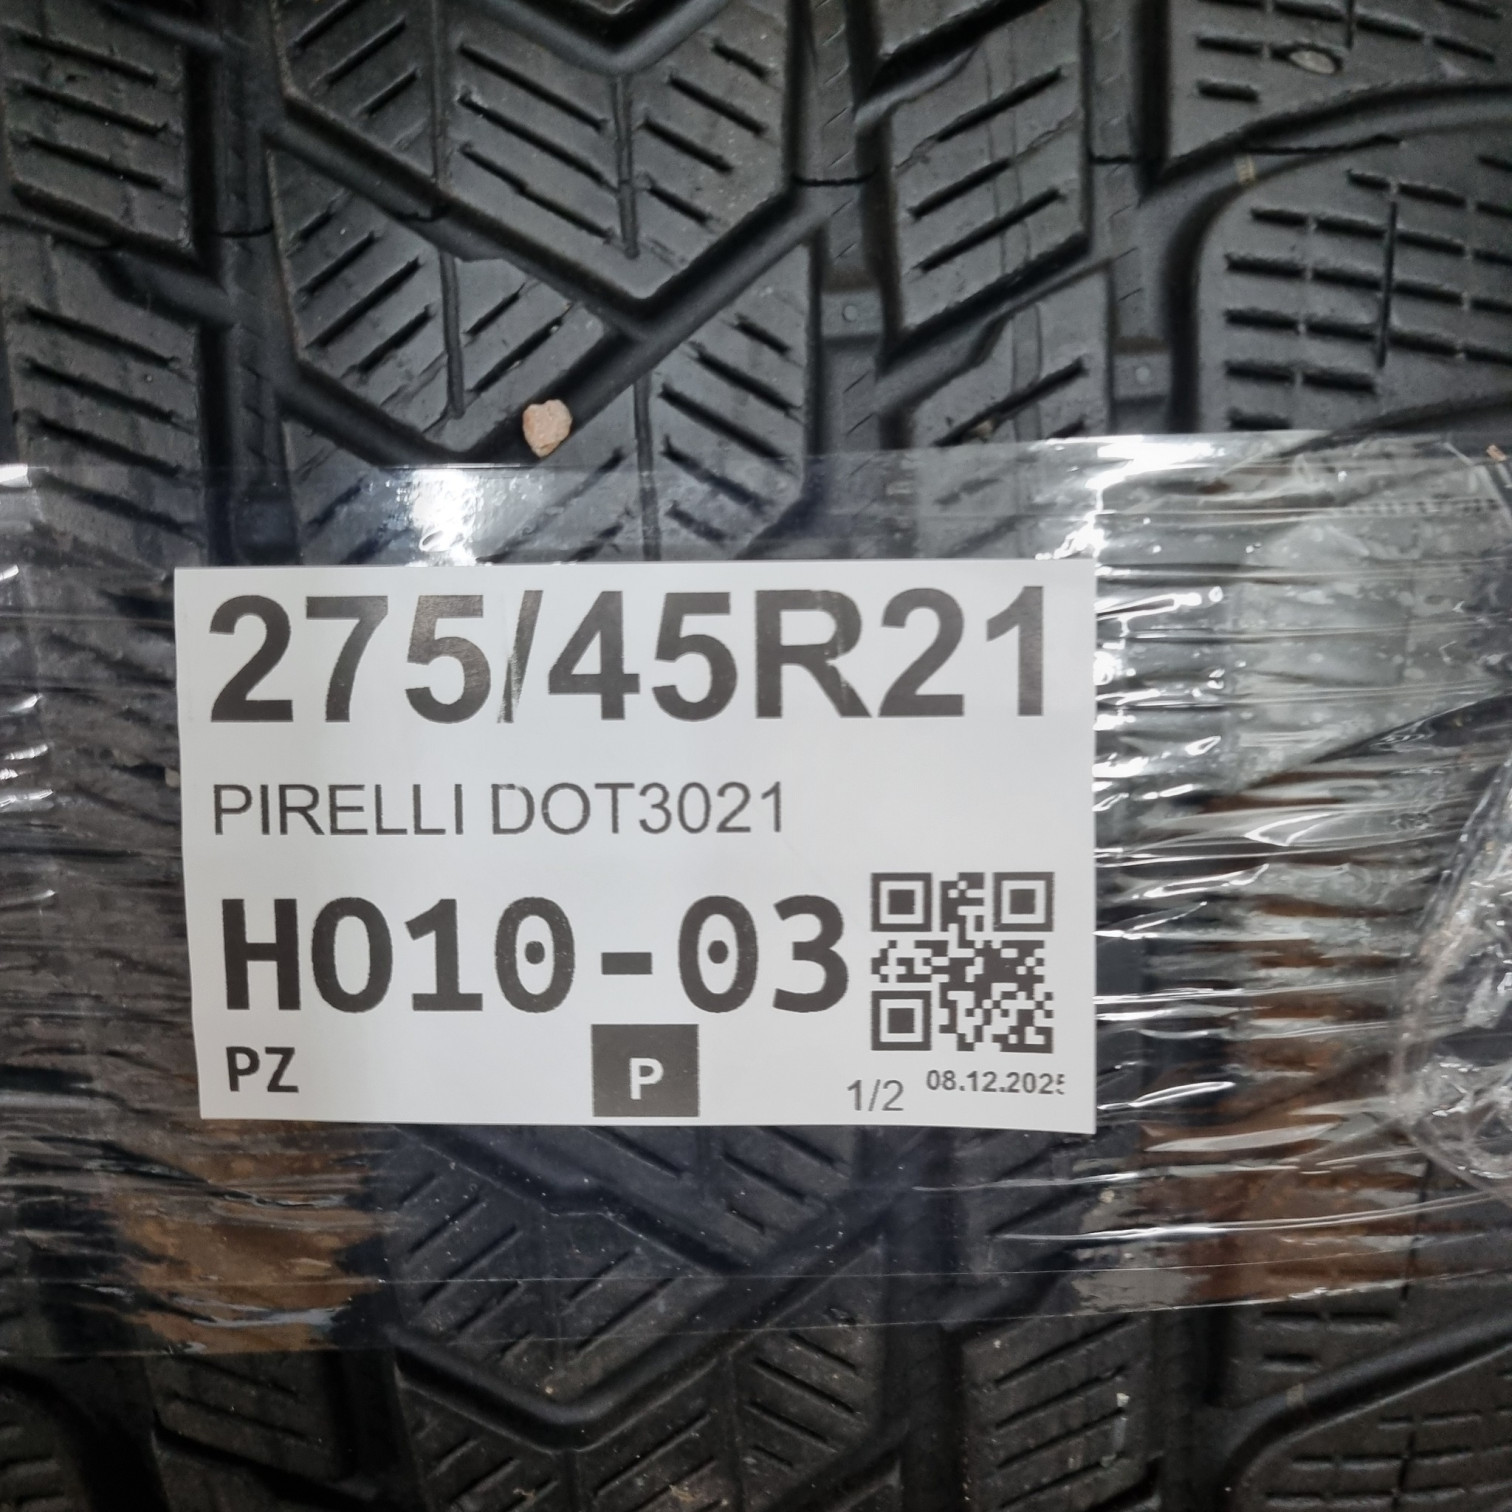 275/45R21
PIRELLI DOT3021
H010-03
PZ
P
1/2
08.12.2025